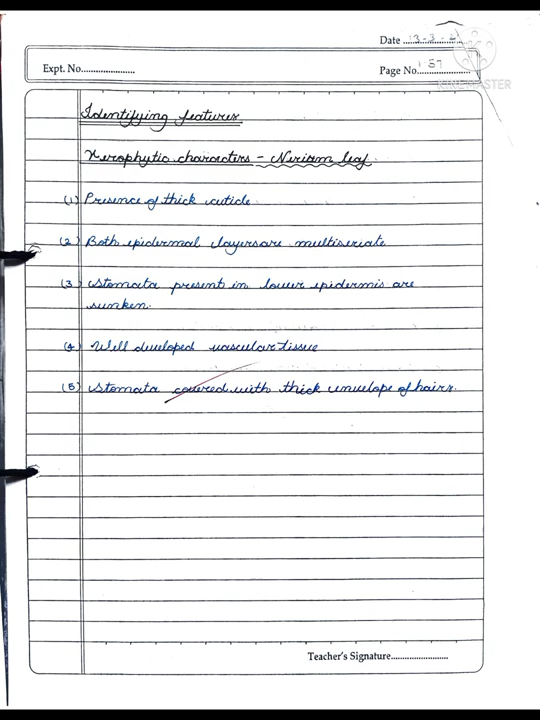 Date ....13-3-21
Expt. No.....................
Page No...57...............
KINEMASTER
Identifying features
Xerophytic characters - Nerium leaf.
(1) Presence of thick cuticle
(2) Both epidermal layers are multiseriate
(3) stomata present in lower epidermis are
sunken.
(4) Well developed vascular tissue
(5) stomata covered with thick envelope of hairs.
Teacher's Signature.......................